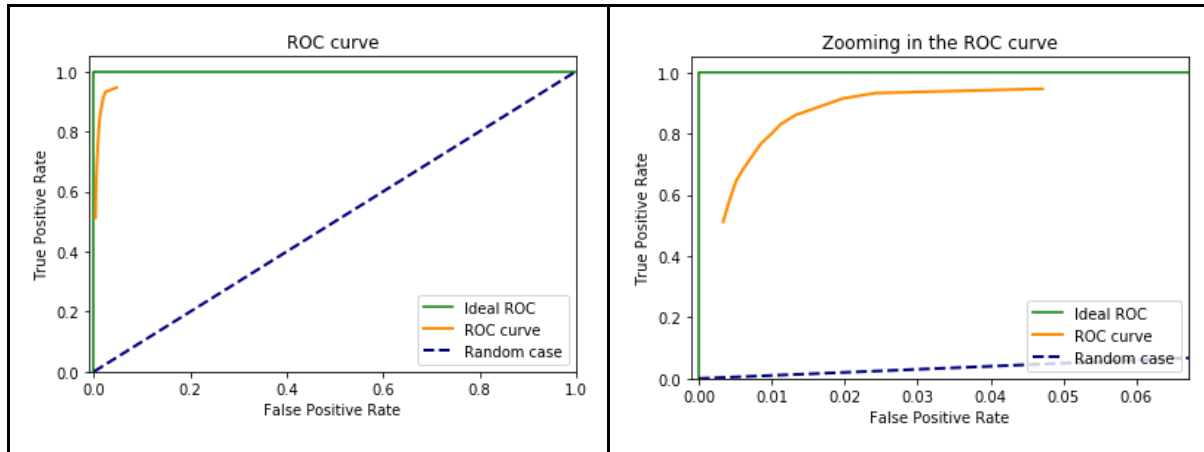 ROC curve
1.0
0.8
0.6
0.4
0.2
0.0
True Positive Rate
Ideal ROC
ROC curve
Random case
0.0 0.2 0.4 0.6 0.8 1.0
False Positive Rate
Zooming in the ROC curve
1.0
0.8
0.6
0.4
0.2
0.0
True Positive Rate
Ideal ROC
ROC curve
Random case
0.00 0.01 0.02 0.03 0.04 0.05 0.06
False Positive Rate